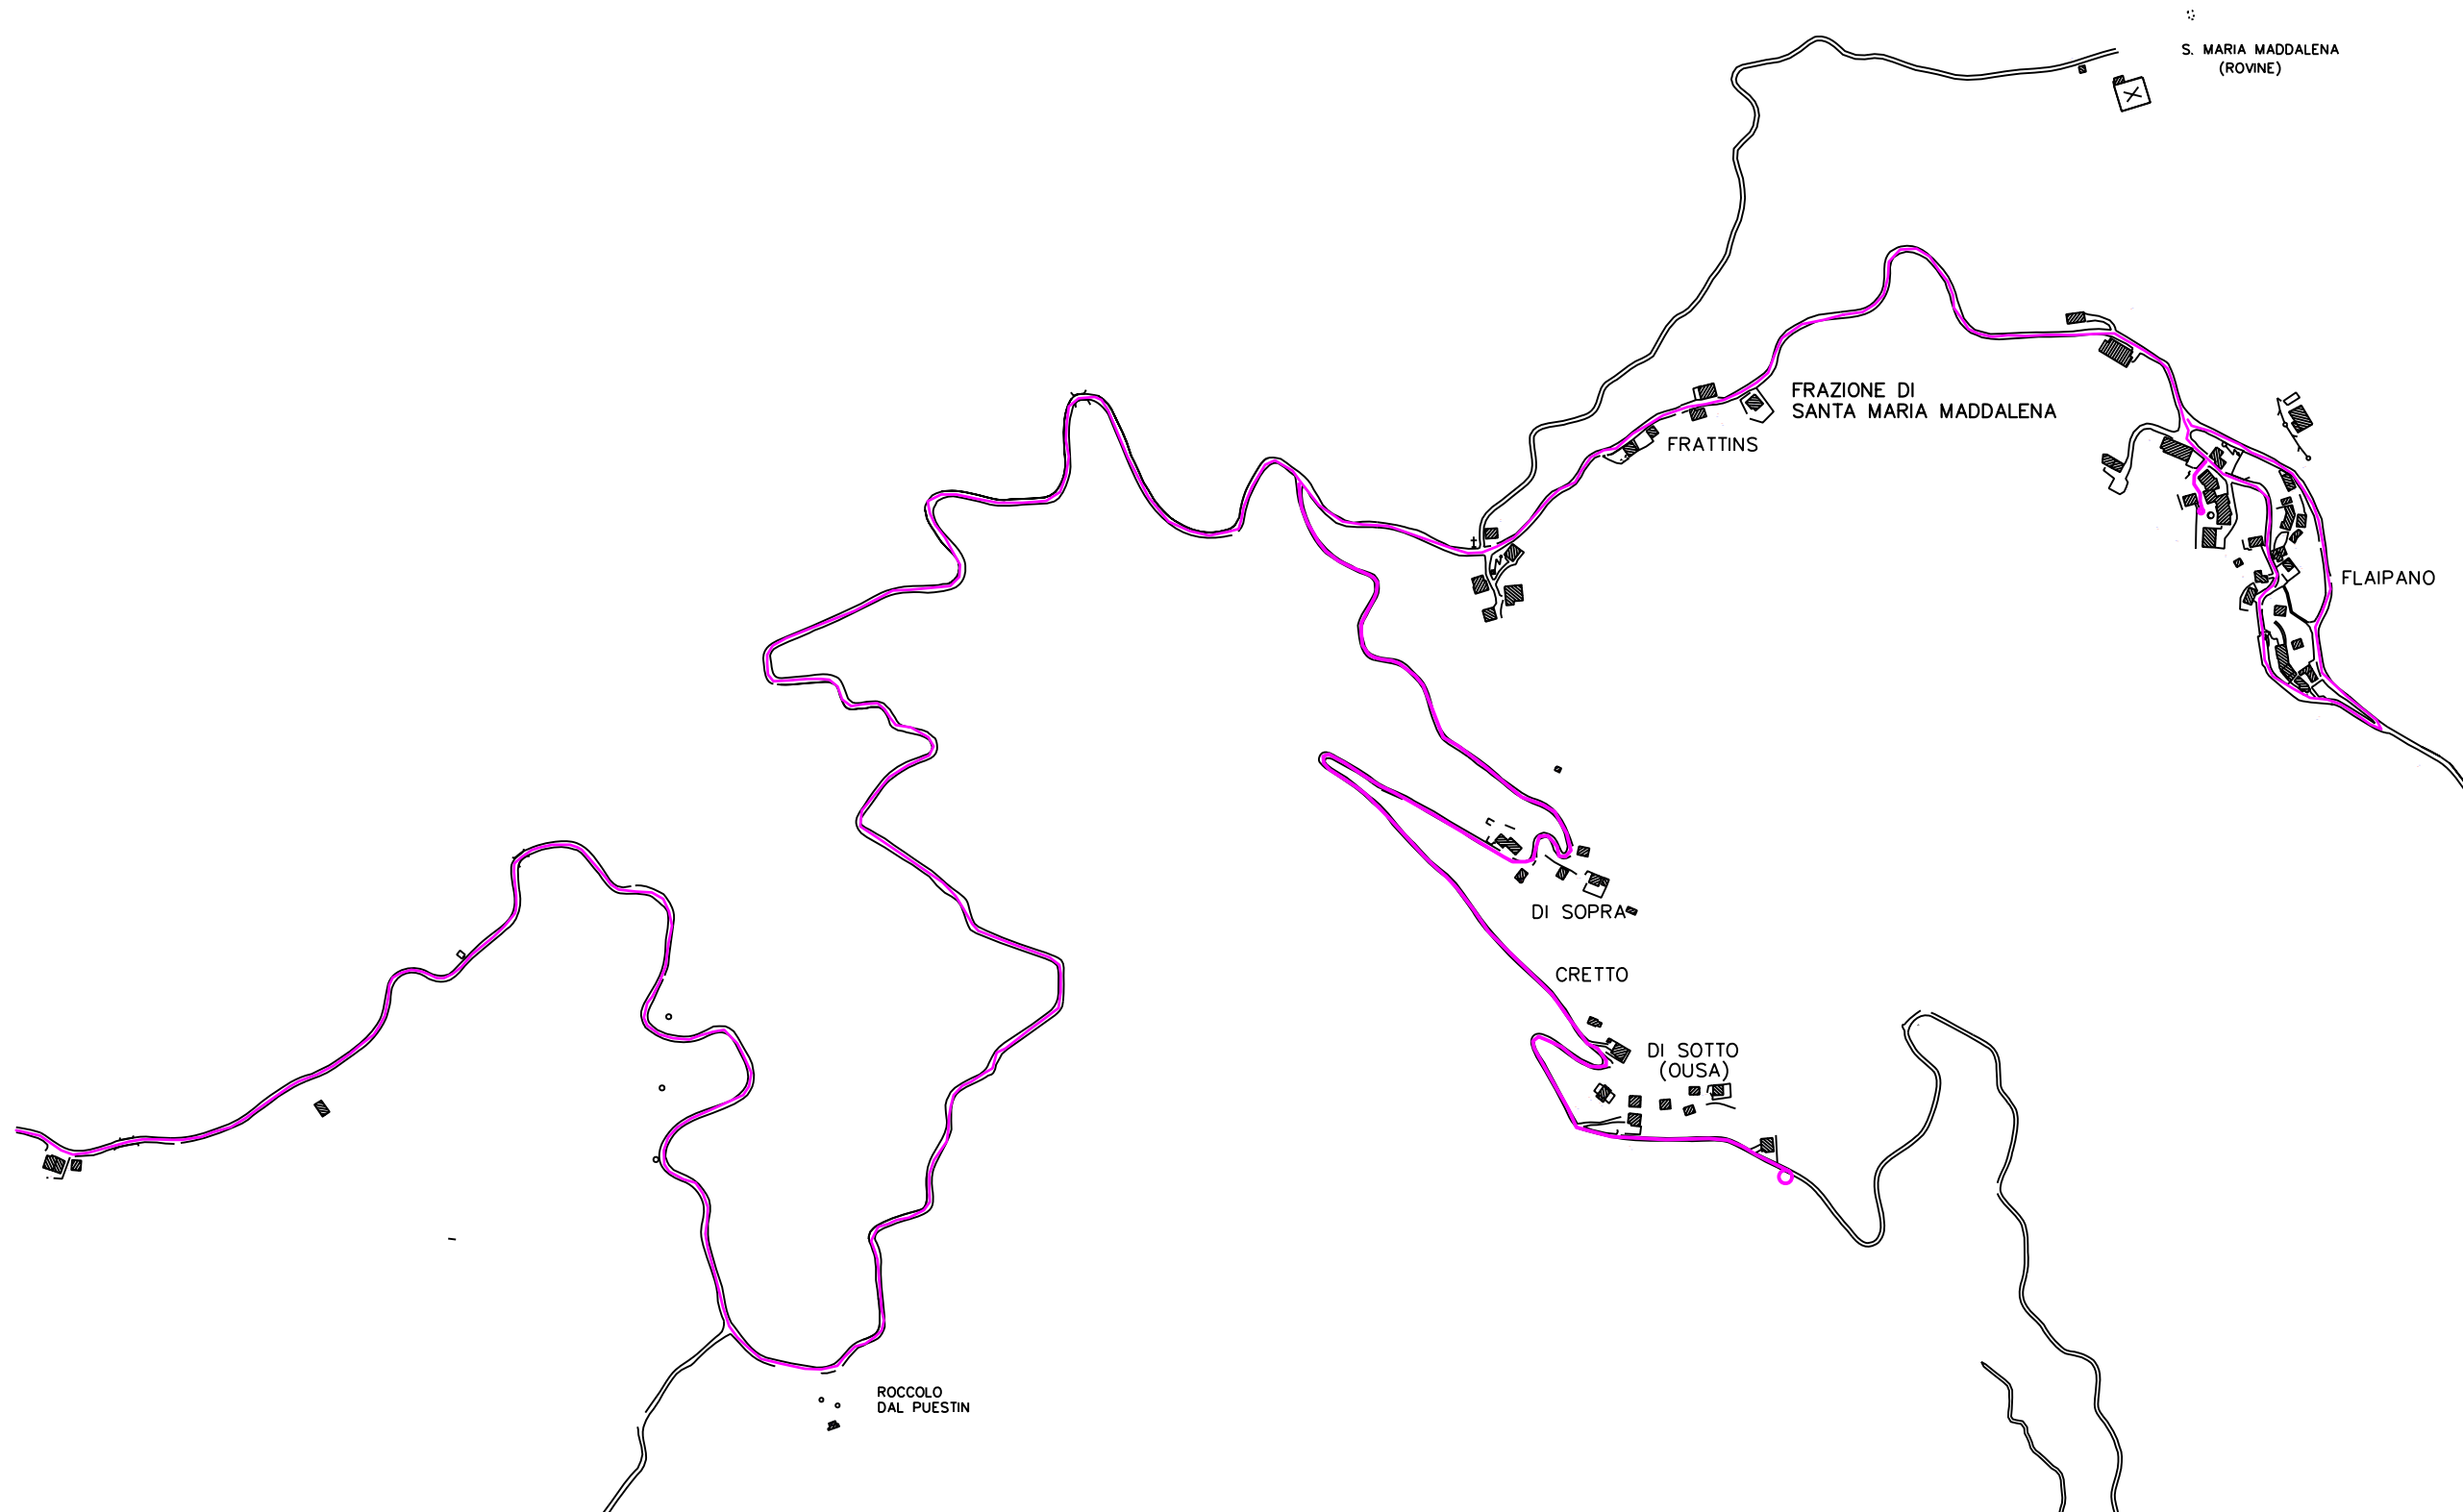 S. MARIA MADDALENA
(ROVINE)
FRAZIONE DI
SANTA MARIA MADDALENA
FRATTINS
FLAIPANO
DI SOPRA
CRETTO
DI SOTTO
(OUSA)
ROCCOLO
DAL PUESTIN